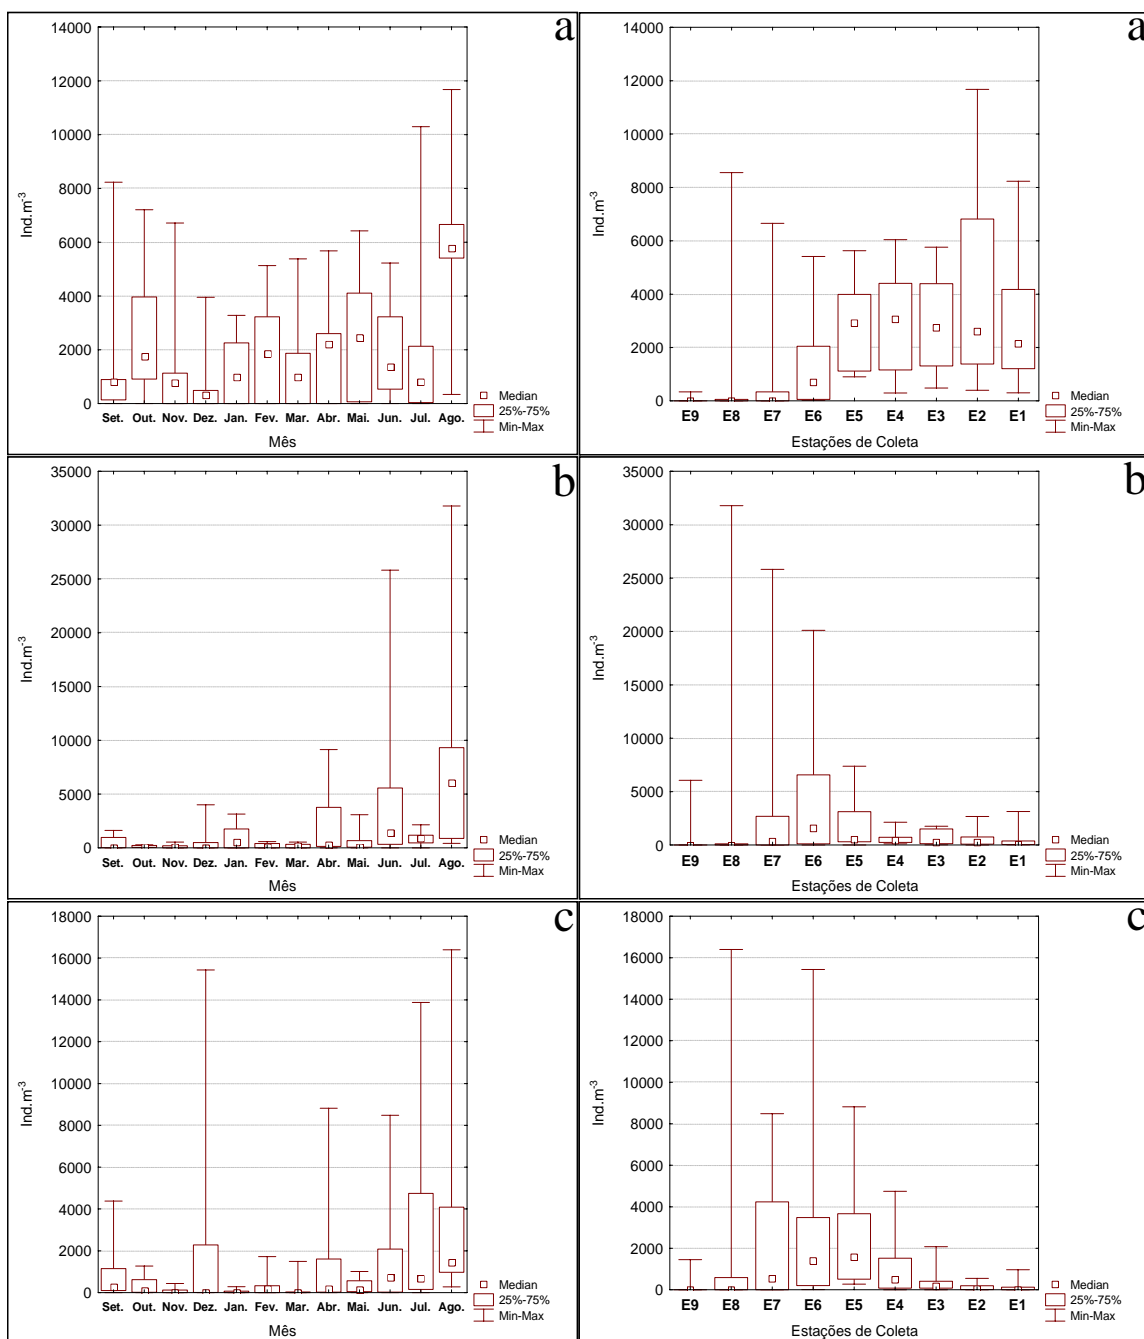 a
14000
12000
10000
8000
6000
4000
2000
0
Ind.m-3
Set. Out. Nov. Dez. Jan. Fev. Mar. Abr. Mai. Jun. Jul. Ago.
Mês
Median
25%-75%
Min-Max
a
14000
12000
10000
8000
6000
4000
2000
0
Ind.m-3
E9 E8 E7 E6 E5 E4 E3 E2 E1
Estações de Coleta
Median
25%-75%
Min-Max
b
35000
30000
25000
20000
15000
10000
5000
0
Ind.m-3
Set. Out. Nov. Dez. Jan. Fev. Mar. Abr. Mai. Jun. Jul. Ago.
Mês
Median
25%-75%
Min-Max
b
35000
30000
25000
20000
15000
10000
5000
0
Ind.m-3
E9 E8 E7 E6 E5 E4 E3 E2 E1
Estações de Coleta
Median
25%-75%
Min-Max
c
18000
16000
14000
12000
10000
8000
6000
4000
2000
0
Ind.m-3
Set. Out. Nov. Dez. Jan. Fev. Mar. Abr. Mai. Jun. Jul. Ago.
Mês
Median
25%-75%
Min-Max
c
18000
16000
14000
12000
10000
8000
6000
4000
2000
0
Ind.m-3
E9 E8 E7 E6 E5 E4 E3 E2 E1
Estações de Coleta
Median
25%-75%
Min-Max